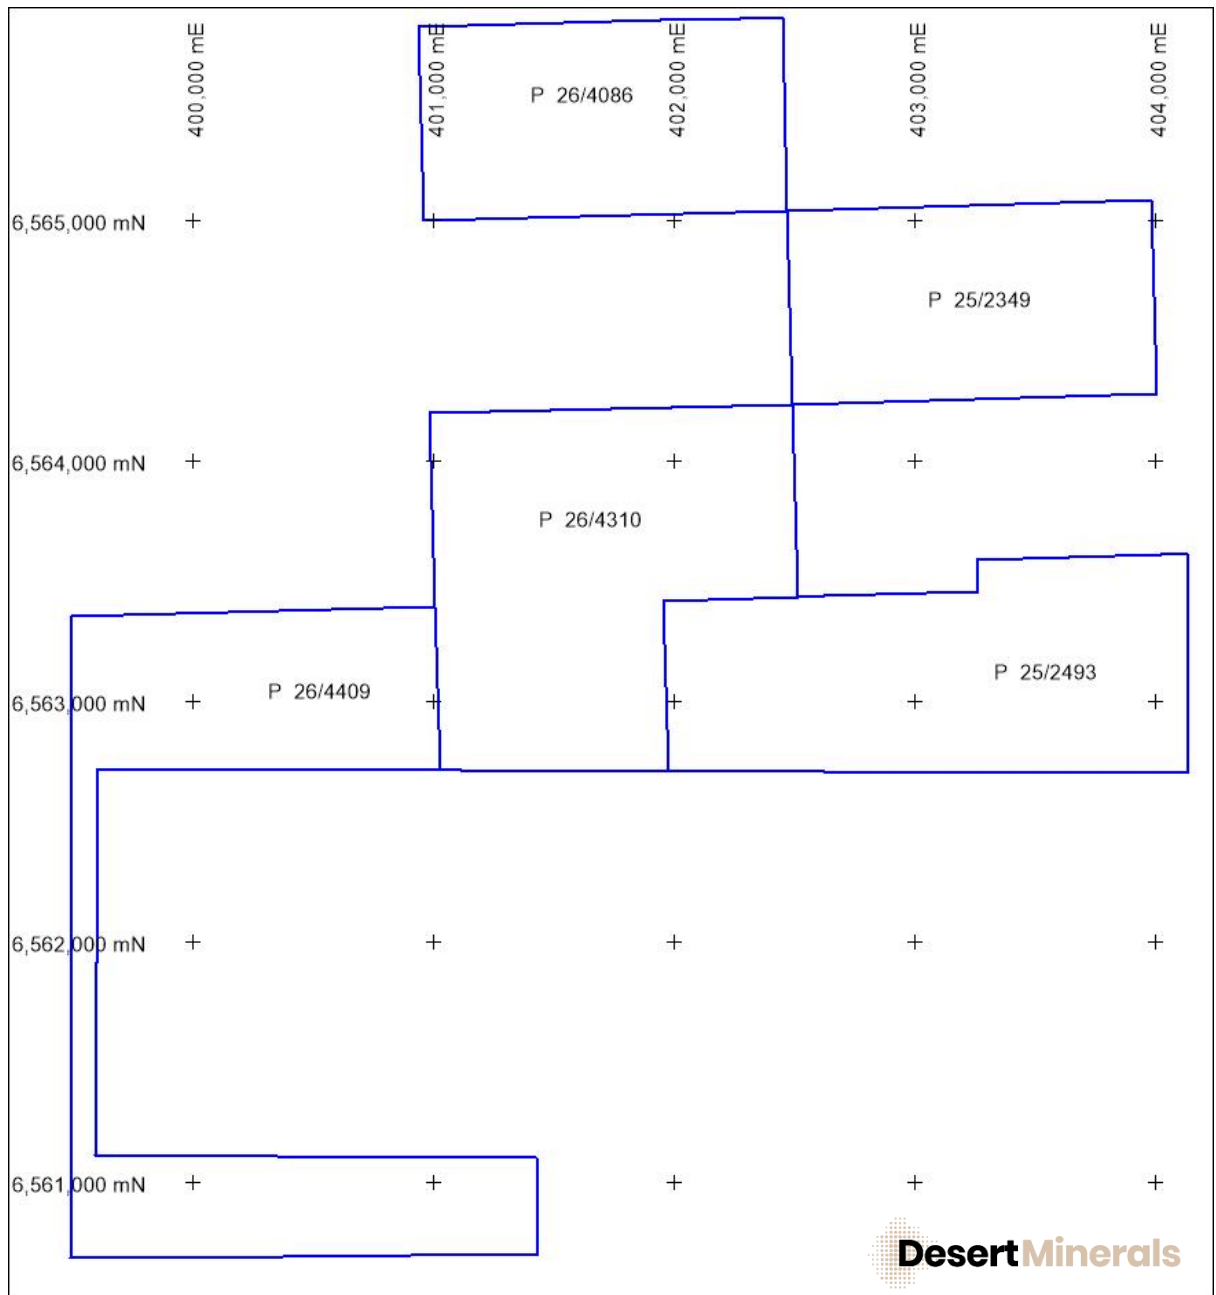 400,000 mE
401,000 mE
402,000 mE
403,000 mE
404,000 mE
P 26/4086
6,565,000 mN
P 25/2349
6,564,000 mN
P 26/4310
P 25/2493
P 26/4409
6,563,000 mN
6,562,000 mN
6,561,000 mN
DesertMinerals